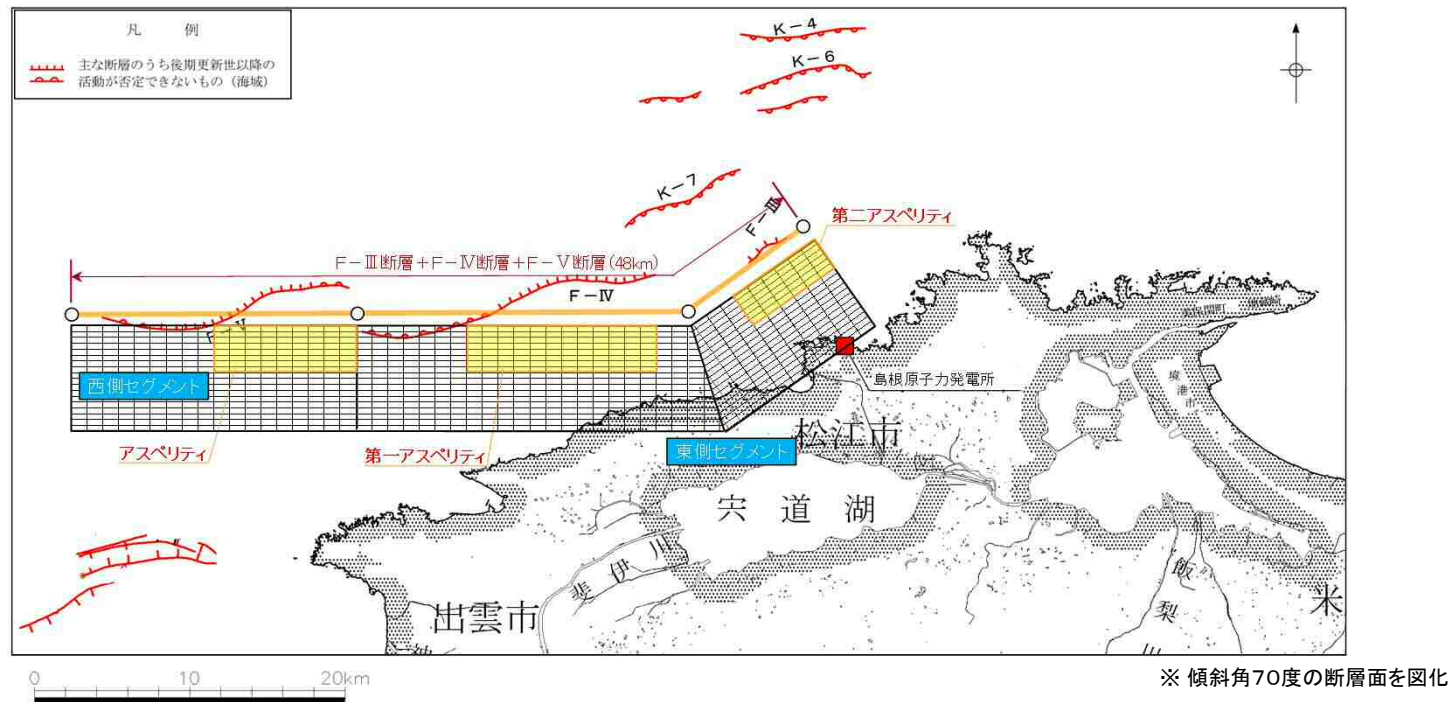 凡 例
主な断層のうち後期更新世以降の
活動が否定できないもの（海域）
K－4
K－6
K－7
F－Ⅲ
第二アスペリティ
F－Ⅲ断層＋F－Ⅳ断層＋F－Ⅴ断層(48km)
F－Ⅳ
F－Ⅴ
西側セグメント
島根原子力発電所
アスペリティ
第一アスペリティ
東側セグメント
松江市
境港市
宍道湖
斐伊川
飯梨川
出雲市
米
神
0 10 20km
※ 傾斜角70度の断層面を図化